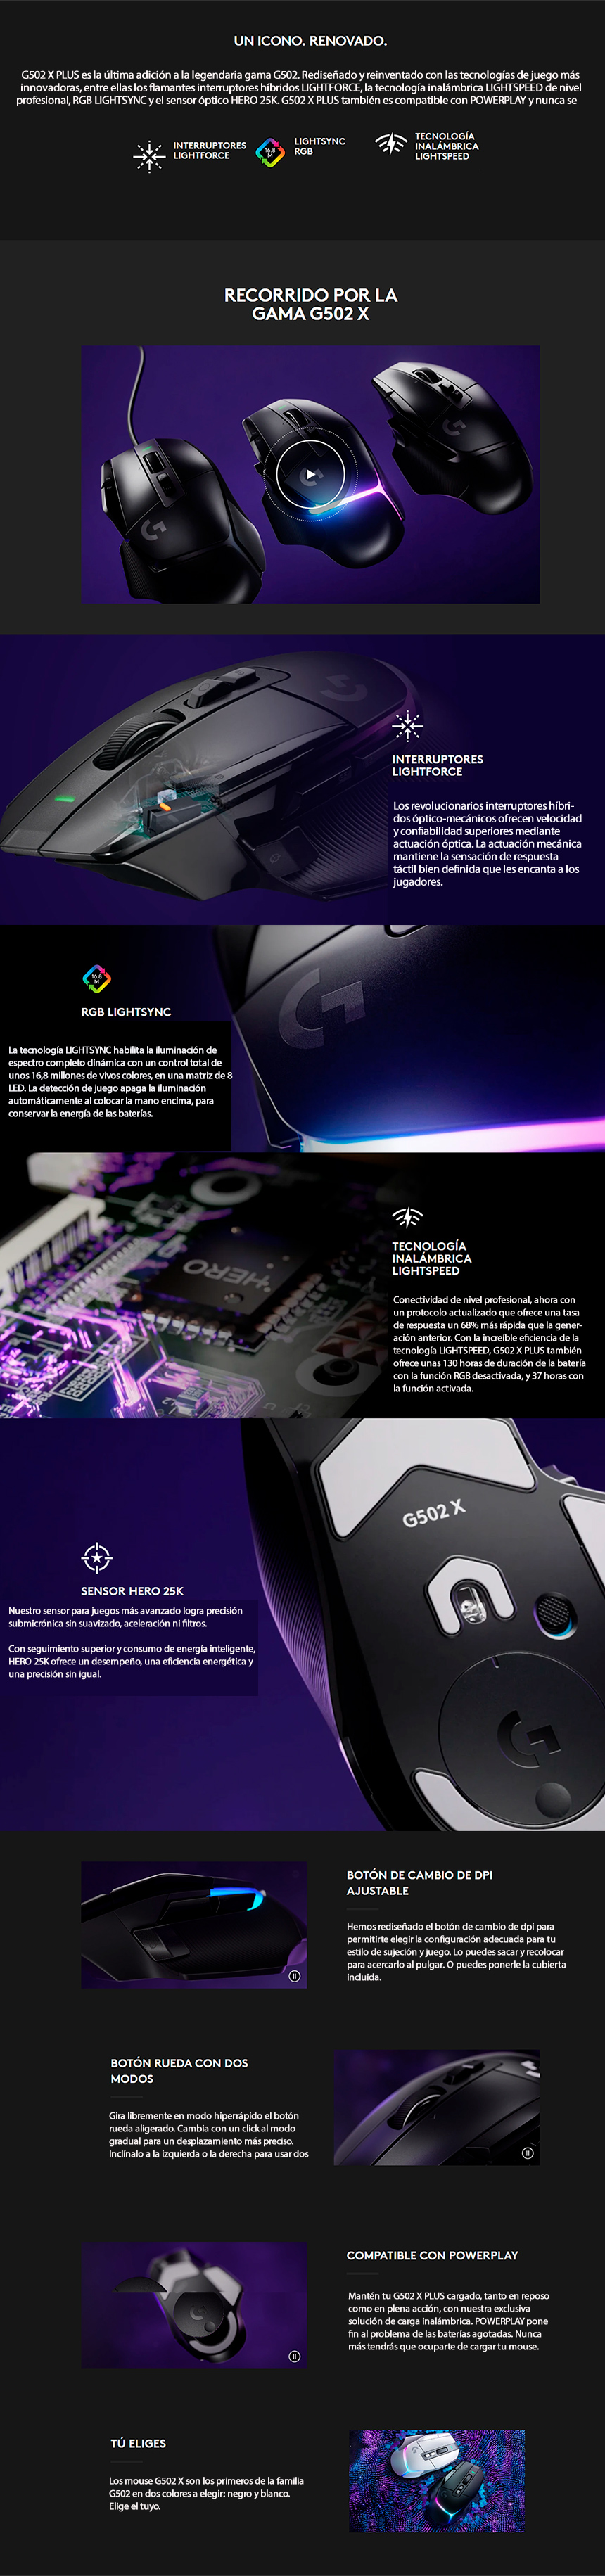 UN ICONO. RENOVADO.
G502 X PLUS es la última adición a la legendaria gama G502. Rediseñado y reinventado con las tecnologías de juego más
innovadoras, entre ellas los flamantes interruptores híbridos LIGHTFORCE, la tecnología inalámbrica LIGHTSPEED de nivel
profesional, RGB LIGHTSYNC y el sensor óptico HERO 25K. G502 X PLUS también es compatible con POWERPLAY y nunca se
INTERRUPTORES
LIGHTFORCE
16.8
M
LIGHTSYNC
RGB
TECNOLOGÍA
INALÁMBRICA
LIGHTSPEED
RECORRIDO POR LA
GAMA G502 X
INTERRUPTORES
LIGHTFORCE
Los revolucionarios interruptores híbri-
dos óptico-mecánicos ofrecen velocidad
y confiabilidad superiores mediante
actuación óptica. La actuación mecánica
mantiene la sensación de respuesta
táctil bien definida que les encanta a los
jugadores.
16.8
M
RGB LIGHTSYNC
La tecnología LIGHTSYNC habilita la iluminación de
espectro completo dinámica con un control total de
unos 16,8 millones de vivos colores, en una matriz de 8
LED. La detección de juego apaga la iluminación
automáticamente al colocar la mano encima, para
conservar la energía de las baterías.
HERO
TECNOLOGÍA
INALÁMBRICA
LIGHTSPEED
Conectividad de nivel profesional, ahora con
un protocolo actualizado que ofrece una tasa
de respuesta un 68% más rápida que la gener-
ación anterior. Con la increíble eficiencia de la
tecnología LIGHTSPEED, G502 X PLUS también
ofrece unas 130 horas de duración de la batería
con la función RGB desactivada, y 37 horas con
la función activada.
G502 X
SENSOR HERO 25K
Nuestro sensor para juegos más avanzado logra precisión
submicrónica sin suavizado, aceleración ni filtros.
Con seguimiento superior y consumo de energía inteligente,
HERO 25K ofrece un desempeño, una eficiencia energética y
una precisión sin igual.
BOTÓN DE CAMBIO DE DPI
AJUSTABLE
Hemos rediseñado el botón de cambio de dpi para
permitirte elegir la configuración adecuada para tu
estilo de sujeción y juego. Lo puedes sacar y recolocar
para acercarlo al pulgar. O puedes ponerle la cubierta
incluida.
BOTÓN RUEDA CON DOS
MODOS
Gira libremente en modo hiperrápido el botón
rueda aligerado. Cambia con un click al modo
gradual para un desplazamiento más preciso.
Inclínalo a la izquierda o la derecha para usar dos
COMPATIBLE CON POWERPLAY
Mantén tu G502 X PLUS cargado, tanto en reposo
como en plena acción, con nuestra exclusiva
solución de carga inalámbrica. POWERPLAY pone
fin al problema de las baterías agotadas. Nunca
más tendrás que ocuparte de cargar tu mouse.
TÚ ELIGES
Los mouse G502 X son los primeros de la familia
G502 en dos colores a elegir: negro y blanco.
Elige el tuyo.